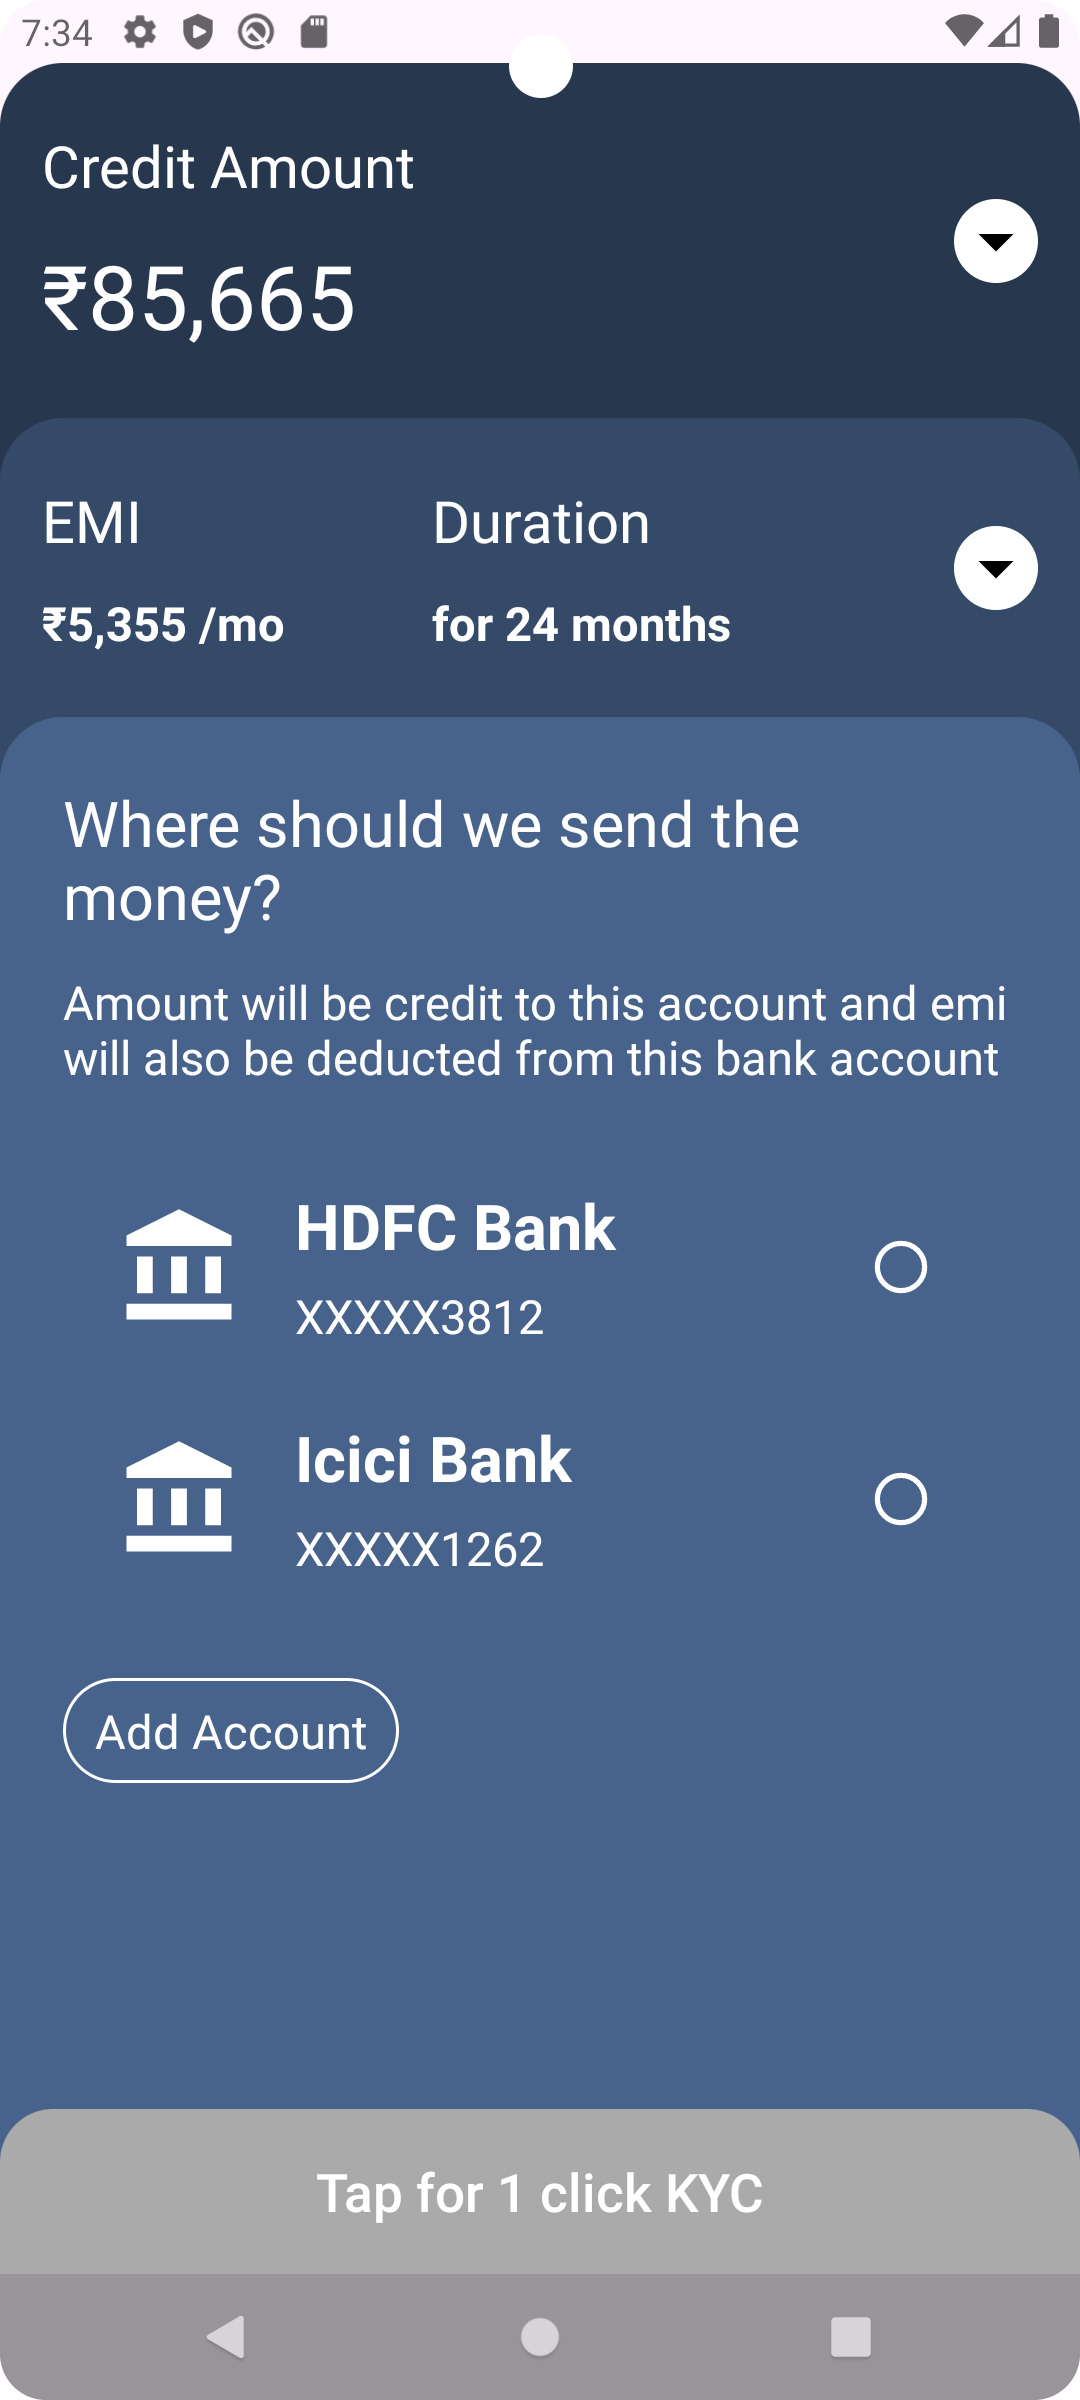 7:34
Credit Amount
₹85,665
EMI
Duration
₹5,355 /mo
for 24 months
Where should we send the
money?
Amount will be credit to this account and emi
will also be deducted from this bank account
HDFC Bank
XXXXX3812
Icici Bank
XXXXX1262
Add Account
Tap for 1 click KYC